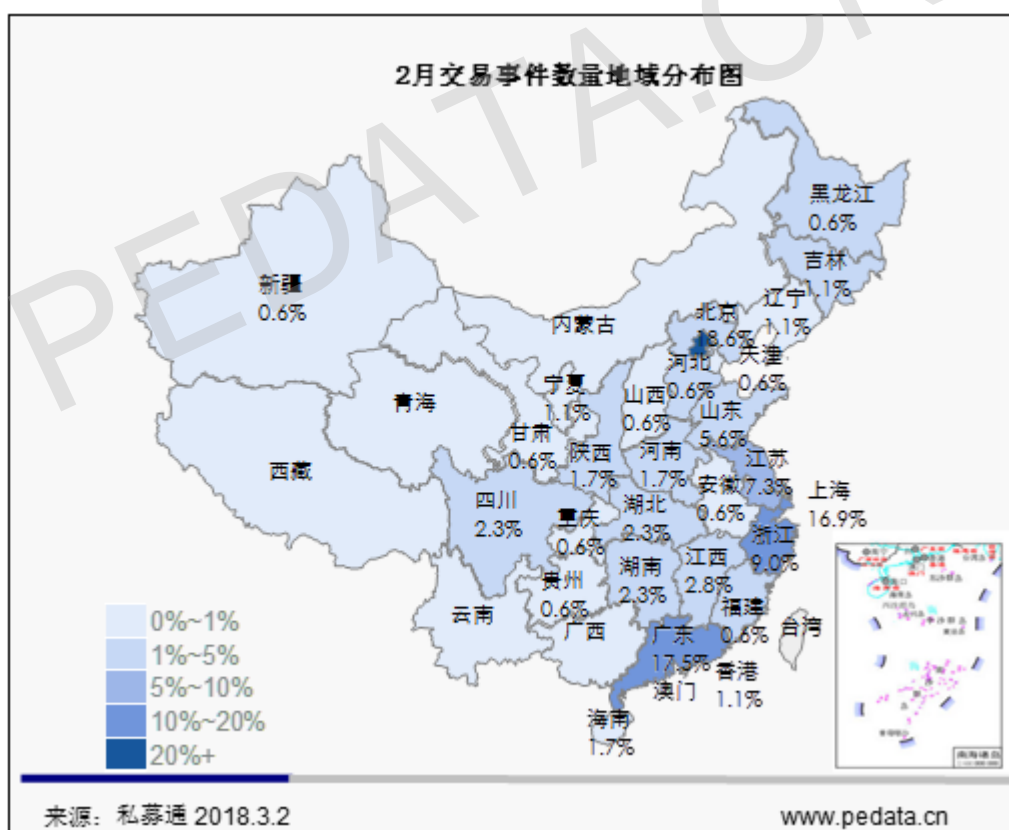 PEDATA.CN
2月交易事件数量地域分布图
黑龙江
0.6%
吉林
1.1%
辽宁
1.1%
新疆
0.6%
内蒙古
北京
18.6%
天津
0.6%
河北
0.6%
宁夏
1.1%
山西
0.6%
青海
山东
5.6%
甘肃
0.6%
陕西
1.7%
河南
1.7%
西藏
江苏
7.3%
安徽
0.6%
上海
16.9%
四川
2.3%
湖北
2.3%
重庆
0.6%
浙江
9.0%
湖南
2.3%
江西
2.8%
贵州
0.6%
福建
0.6%
云南
广西
广东
17.5%
台湾
香港
1.1%
澳门
海南
1.7%
0%~1%
1%~5%
5%~10%
10%~20%
20%+
南海诸岛
来源：私募通 2018.3.2
www.pedata.cn